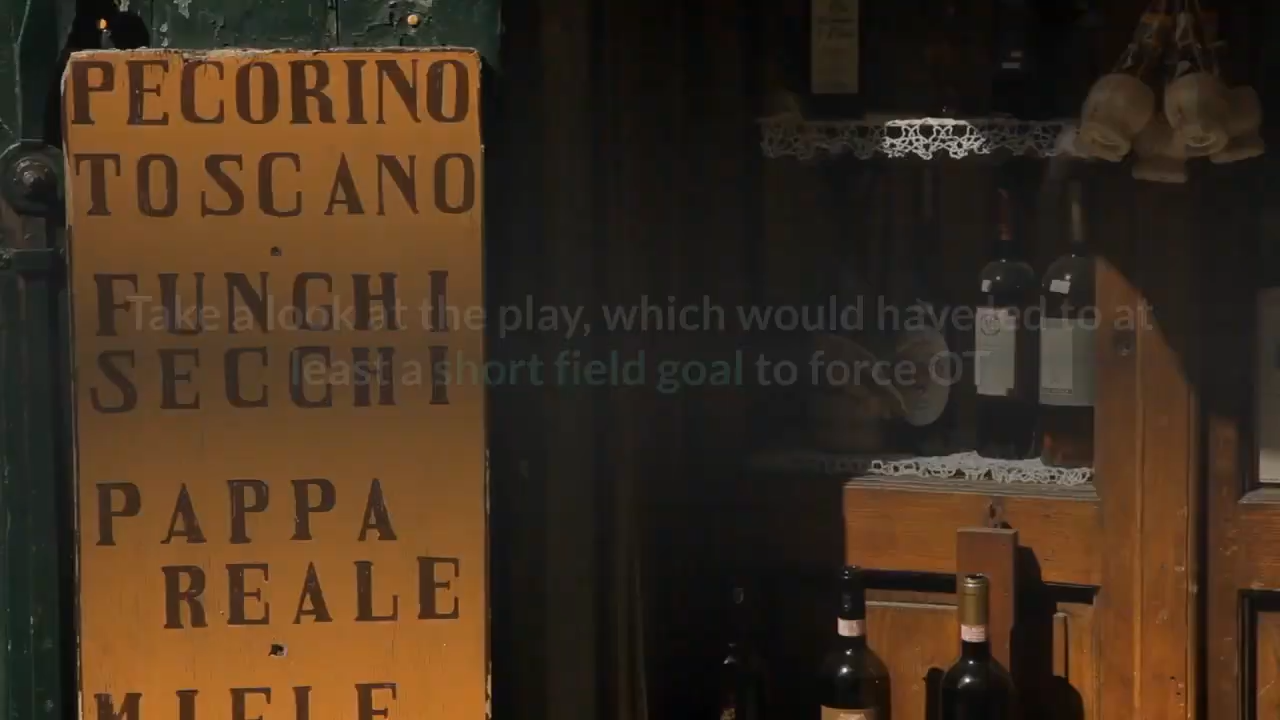 PECORINO
TOSCANO
FUNGHI
SECCHI
PAPPA
REALE
MIELE
Take a look at the play, which would have led to at
least a short field goal to force OT